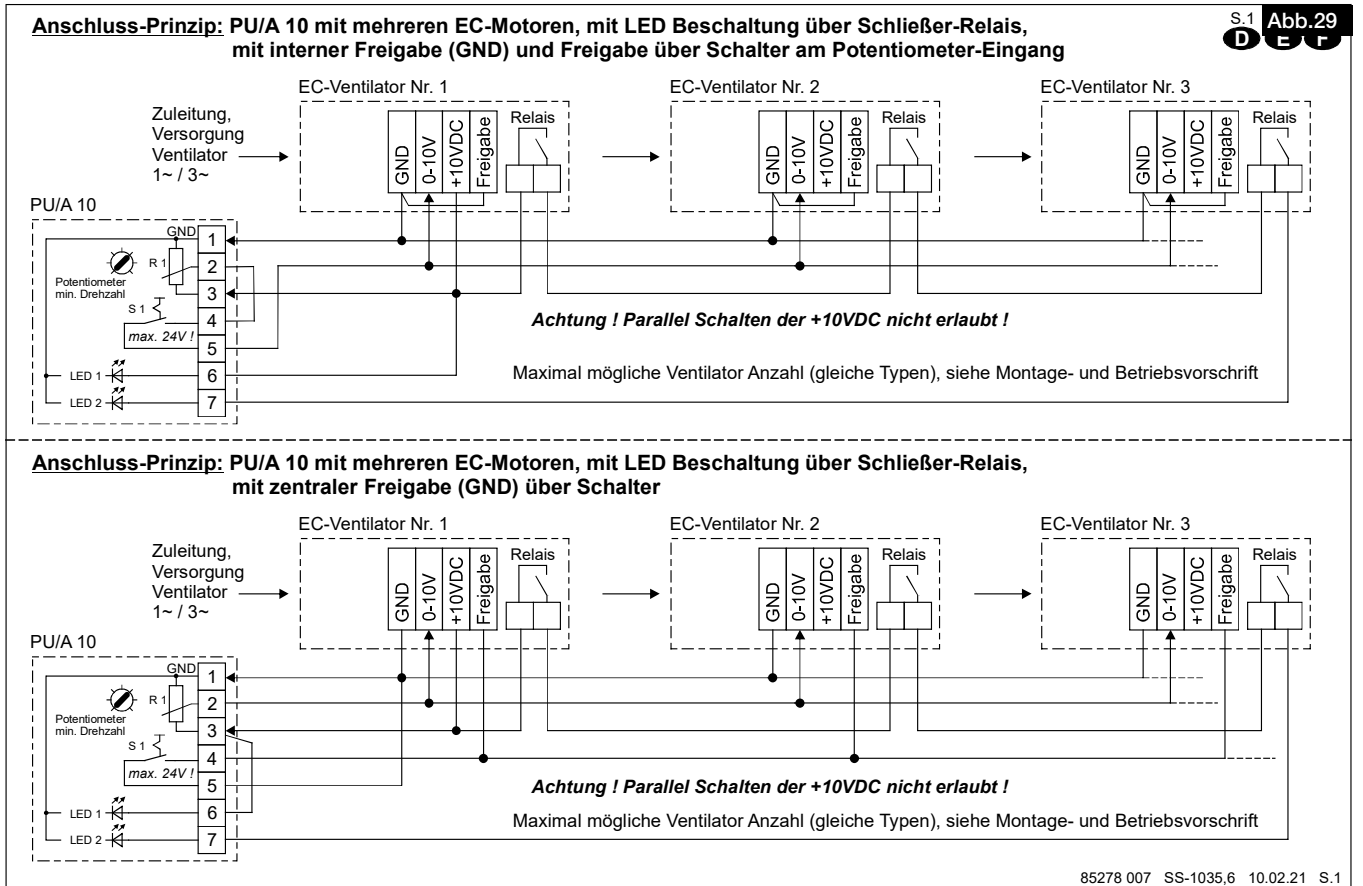 Anschluss-Prinzip: PU/A 10 mit mehreren EC-Motoren, mit LED Beschaltung über Schließer-Relais,
mit interner Freigabe (GND) und Freigabe über Schalter am Potentiometer-Eingang
S.1 Abb.29
D E F
EC-Ventilator Nr. 1
EC-Ventilator Nr. 2
EC-Ventilator Nr. 3
Zuleitung,
Versorgung
Ventilator
1~ / 3~
GND
0-10V
+10VDC
Freigabe
Relais
GND
0-10V
+10VDC
Freigabe
Relais
GND
0-10V
+10VDC
Freigabe
Relais
PU/A 10
GND
1
R 1
2
Potentiometer
min. Drehzahl
3
S 1
4
max. 24V !
5
LED 1
6
LED 2
7
Achtung ! Parallel Schalten der +10VDC nicht erlaubt !
Maximal mögliche Ventilator Anzahl (gleiche Typen), siehe Montage- und Betriebsvorschrift
Anschluss-Prinzip: PU/A 10 mit mehreren EC-Motoren, mit LED Beschaltung über Schließer-Relais,
mit zentraler Freigabe (GND) über Schalter
EC-Ventilator Nr. 1
EC-Ventilator Nr. 2
EC-Ventilator Nr. 3
Zuleitung,
Versorgung
Ventilator
1~ / 3~
GND
0-10V
+10VDC
Freigabe
Relais
GND
0-10V
+10VDC
Freigabe
Relais
GND
0-10V
+10VDC
Freigabe
Relais
PU/A 10
GND
1
R 1
2
Potentiometer
min. Drehzahl
3
S 1
4
max. 24V !
5
LED 1
6
LED 2
7
Achtung ! Parallel Schalten der +10VDC nicht erlaubt !
Maximal mögliche Ventilator Anzahl (gleiche Typen), siehe Montage- und Betriebsvorschrift
85278 007 SS-1035,6 10.02.21 S.1